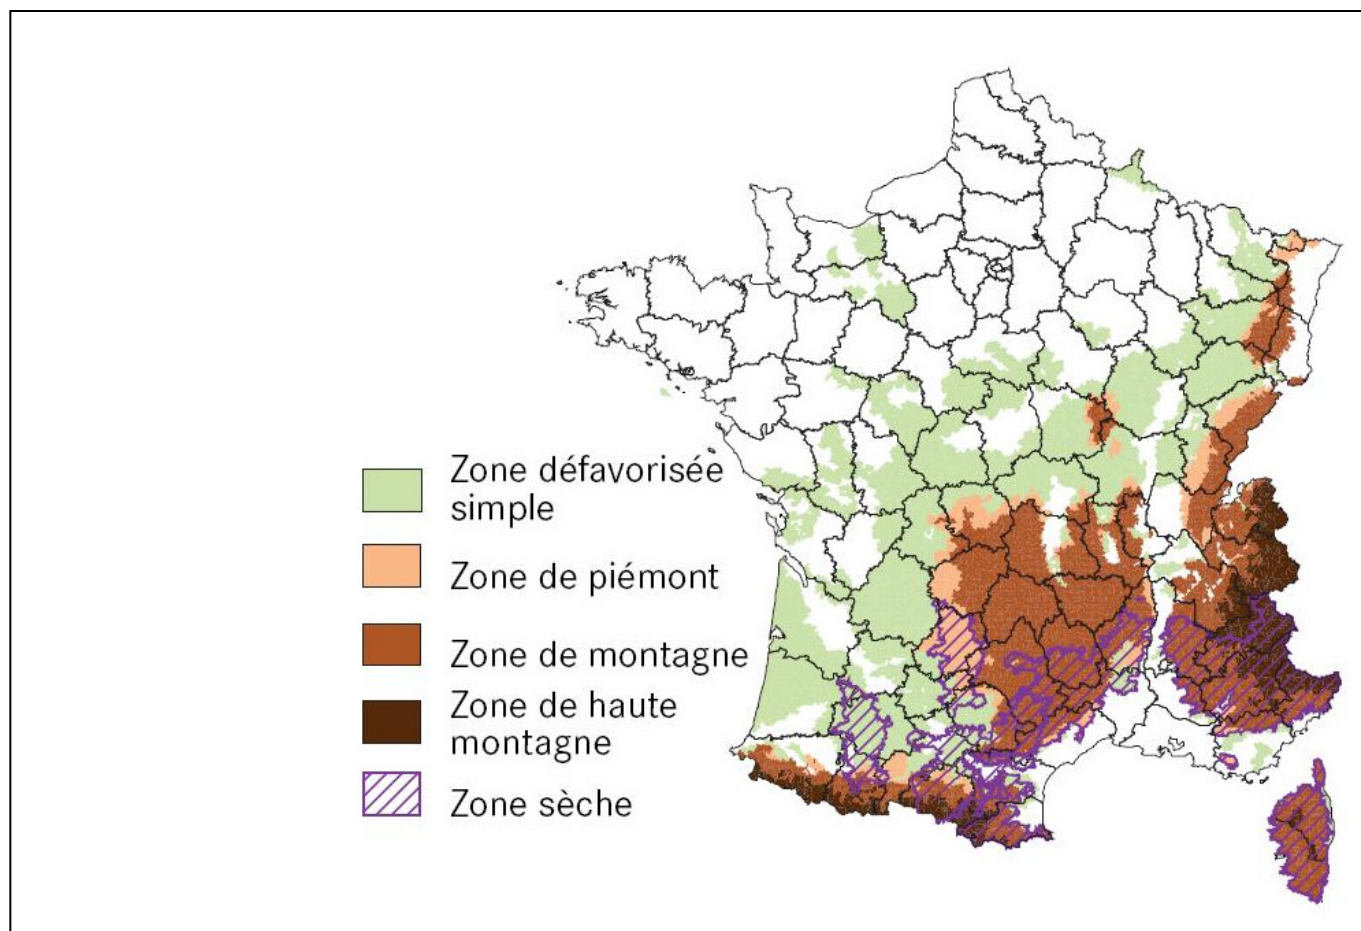 Zone défavorisée
simple
Zone de piémont
Zone de montagne
Zone de haute
montagne
Zone sèche